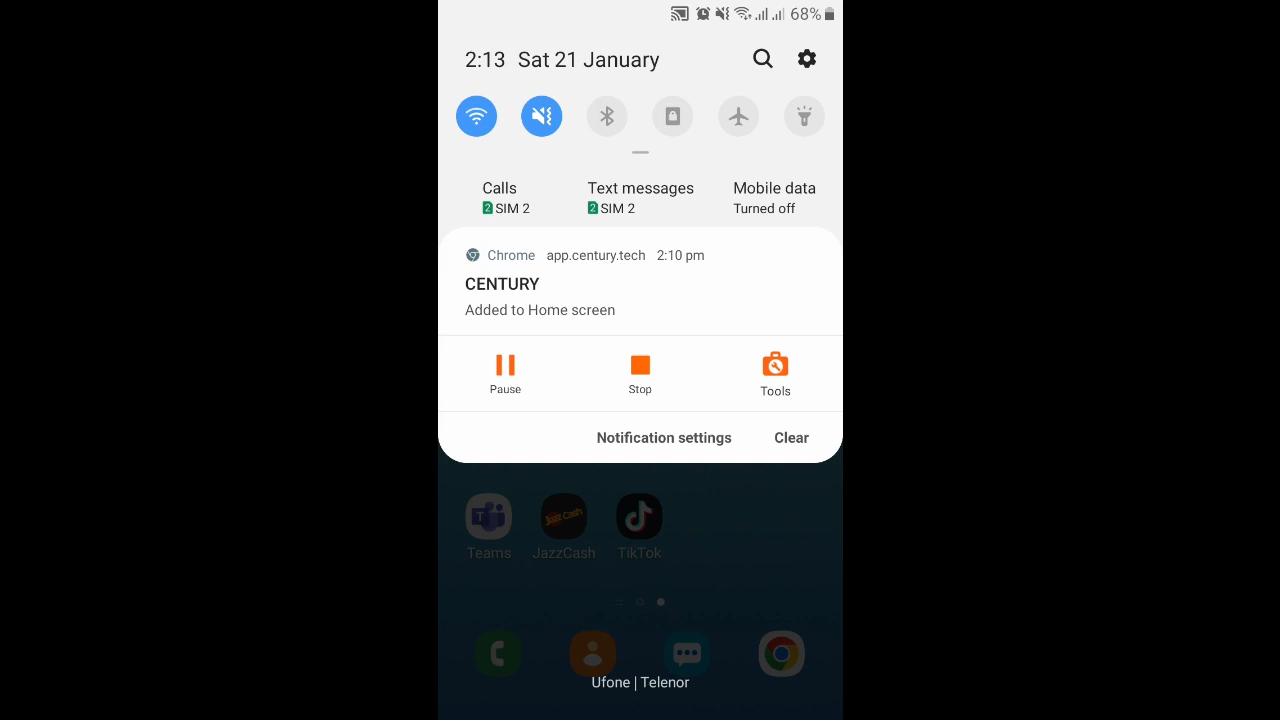 68%
2:13 Sat 21 January
Calls Text messages Mobile data
2 SIM 2 2 SIM 2 Turned off
Chrome app.century.tech 2:10 pm
CENTURY
Added to Home screen
Pause Stop Tools
Notification settings Clear
T Jazz Cash
Teams JazzCash TikTok
Ufone | Telenor